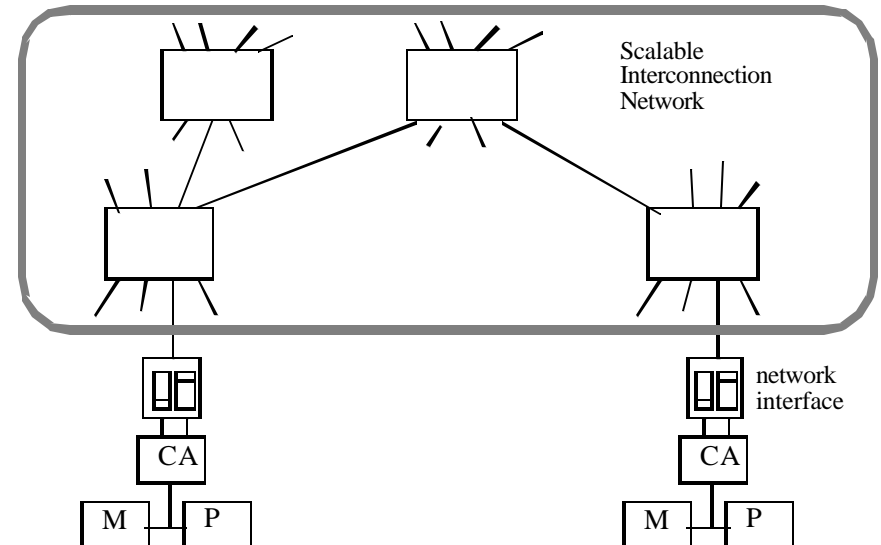 Scalable
Interconnection
Network
network
interface
CA
CA
M
P
M
P